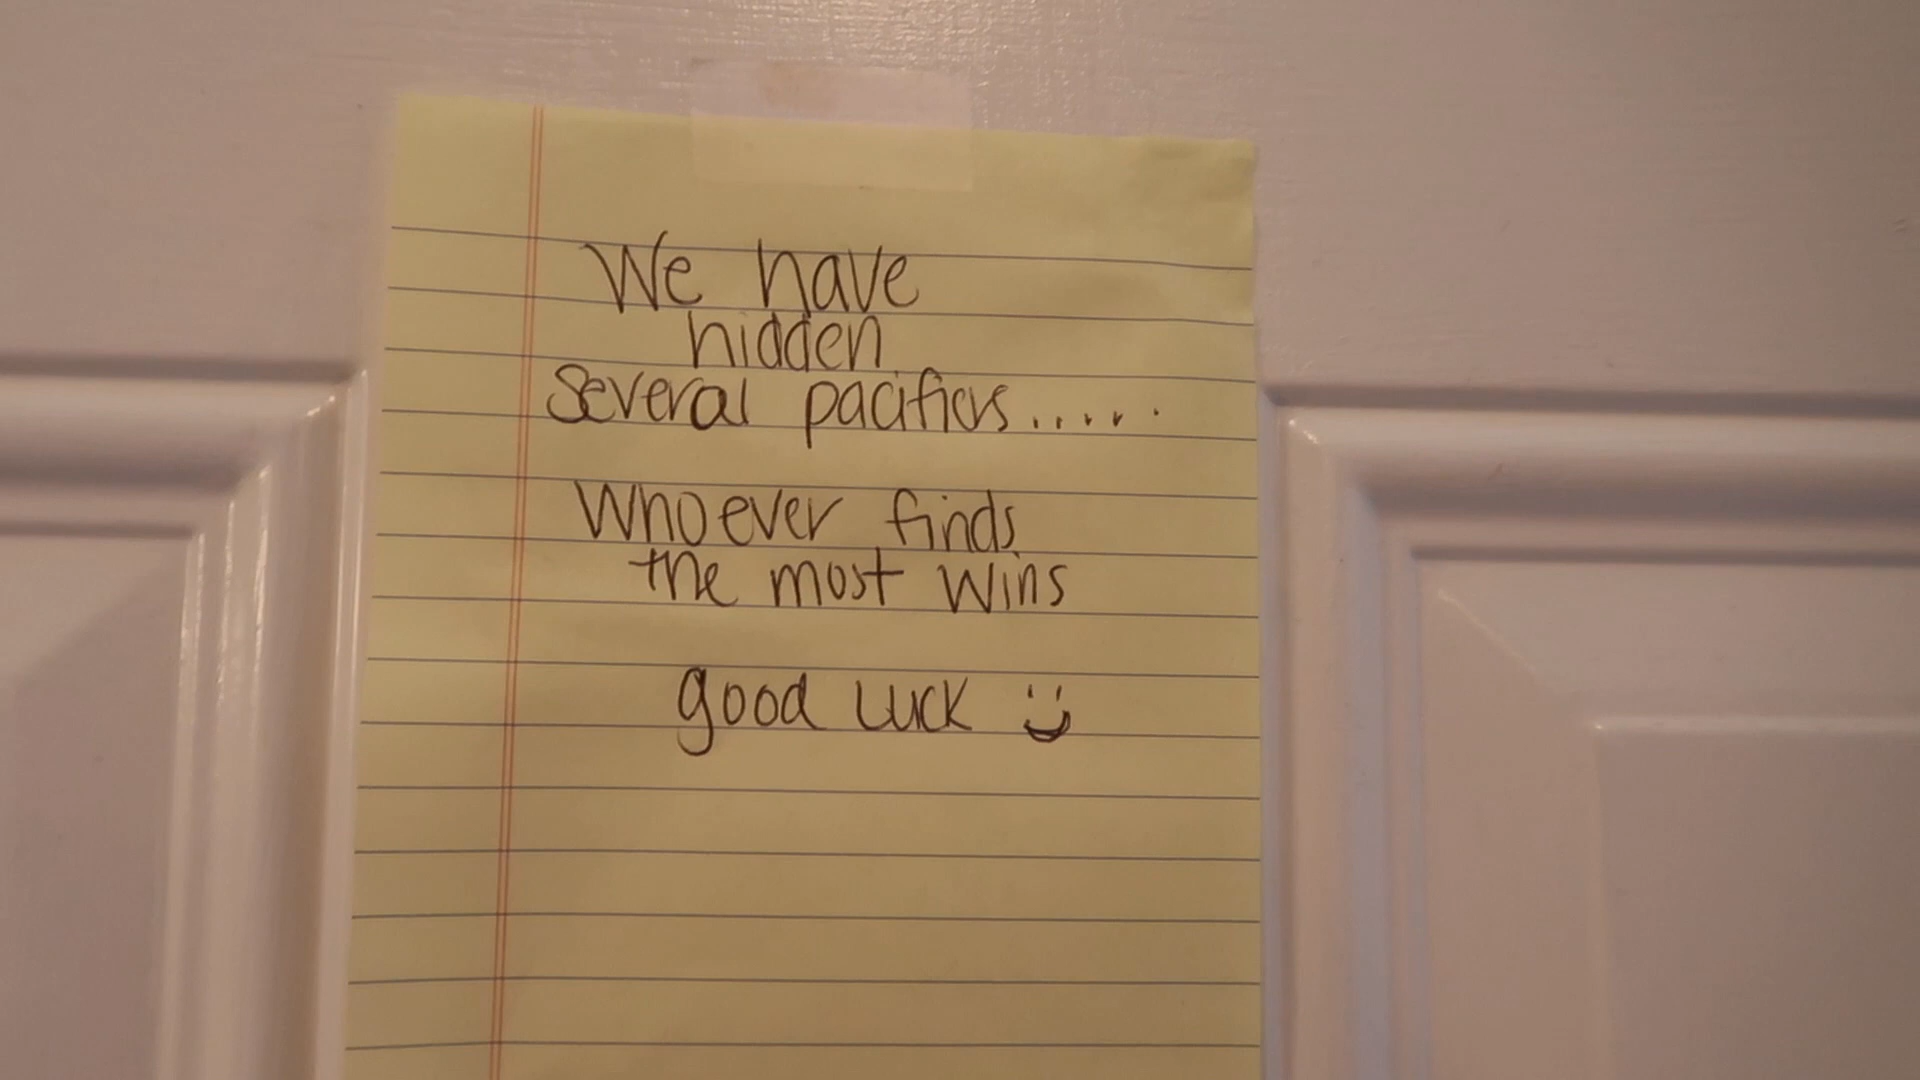 We have
hidden
Several pacifiers.....
Whoever finds
the most wins
good luck :)